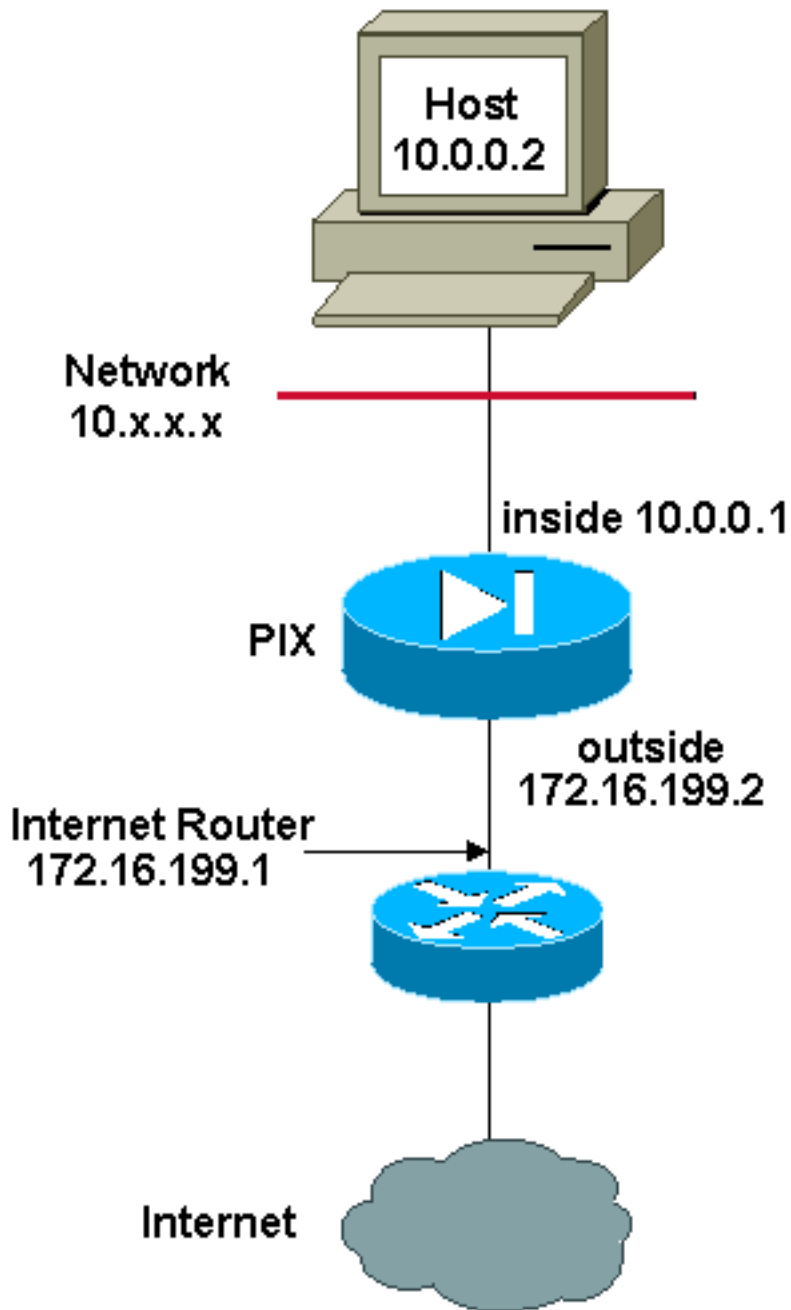 Host
10.0.0.2
Network
10.x.x.x
inside 10.0.0.1
PIX
outside
172.16.199.2
Internet Router
172.16.199.1
Internet